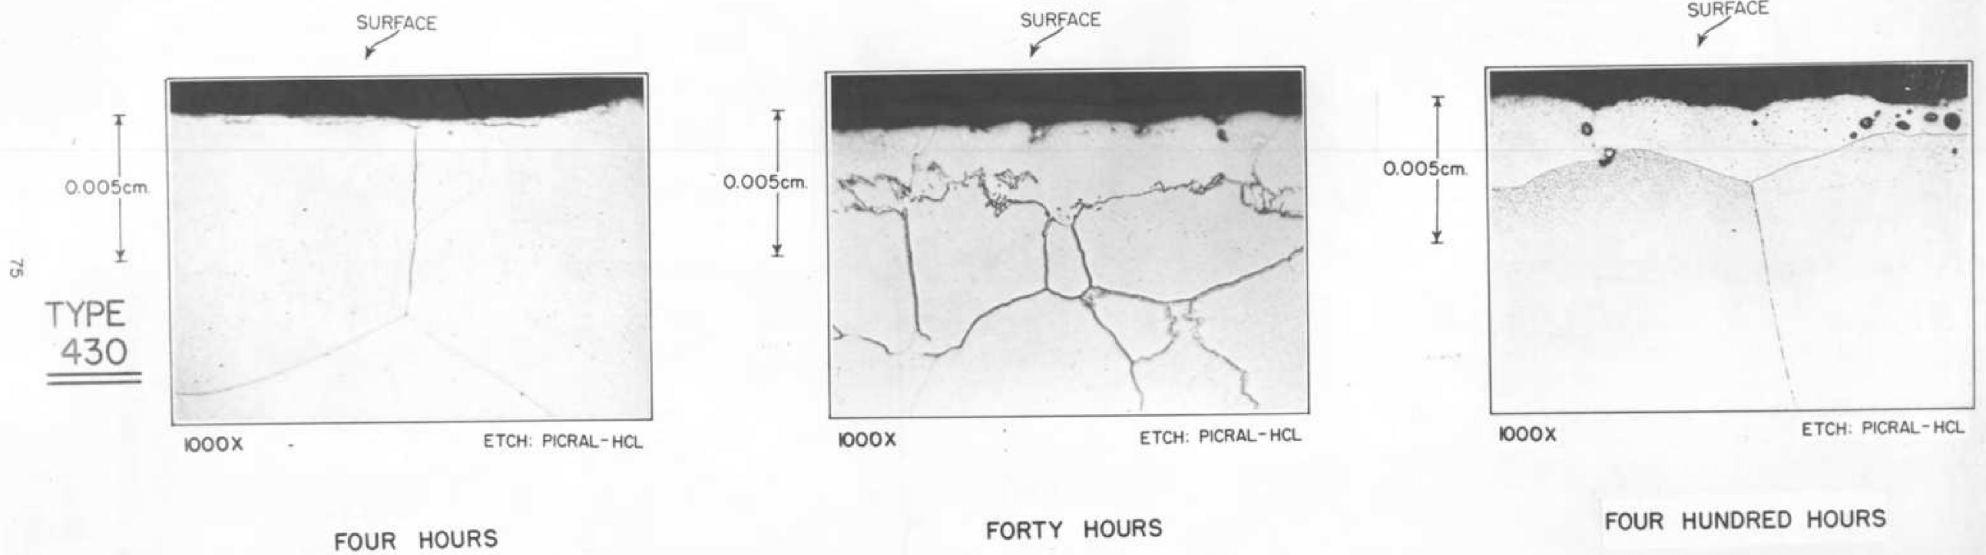 SURFACE
SURFACE
SURFACE
0.005cm.
0.005cm.
0.005cm.
75
TYPE
430
1000X
ETCH: PICRAL-HCL
1000X
ETCH: PICRAL-HCL
1000X
ETCH: PICRAL-HCL
FOUR HOURS
FORTY HOURS
FOUR HUNDRED HOURS